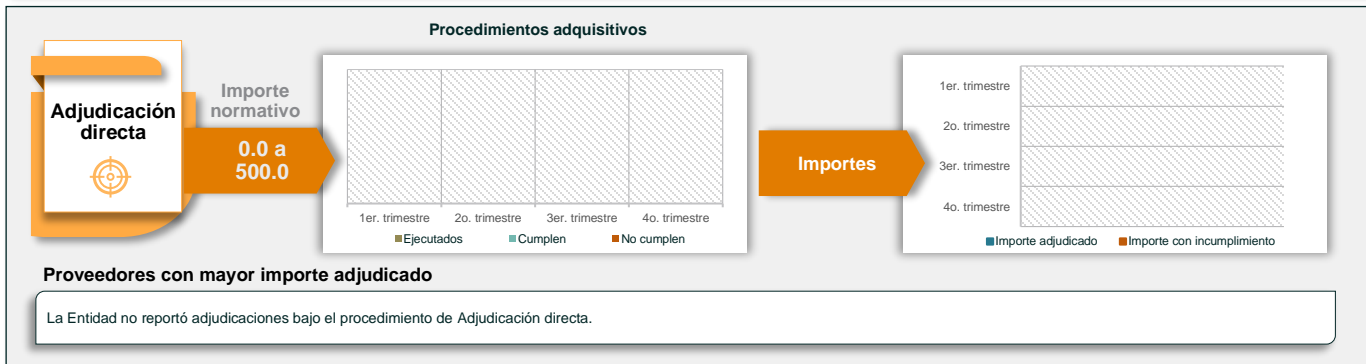 Procedimientos adquisitivos
Adjudicación
directa
Importe
normativo
0.0 a
500.0
1er. trimestre
2o. trimestre
3er. trimestre
4o. trimestre
Ejecutados
Cumplen
No cumplen
Importes
1er. trimestre
2o. trimestre
3er. trimestre
4o. trimestre
Importe adjudicado
Importe con incumplimiento
Proveedores con mayor importe adjudicado
La Entidad no reportó adjudicaciones bajo el procedimiento de Adjudicación directa.